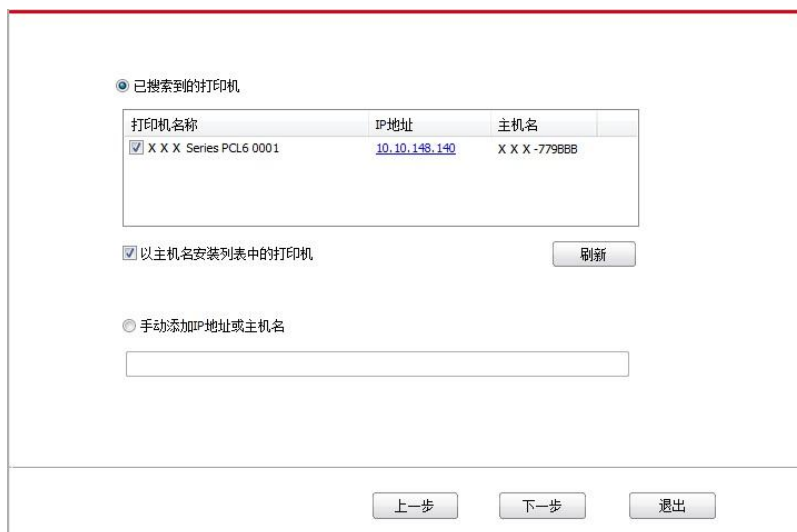 已搜索到的打印机
打印机名称 IP地址 主机名
X X X Series PCL6 0001 10.10.148.140 X X X -779BBB
以主机名安装列表中的打印机 刷新
手动添加IP地址或主机名
上一步 下一步 退出